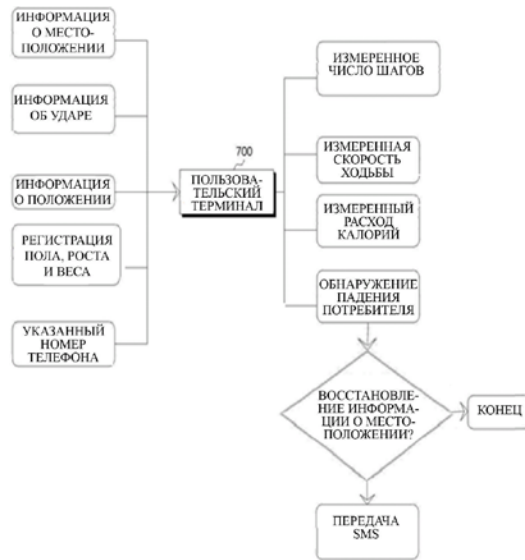 ИНФОРМАЦИЯ
О МЕСТО-
ПОЛОЖЕНИИ
ИНФОРМАЦИЯ
ОБ УДАРЕ
ИНФОРМАЦИЯ
О ПОЛОЖЕНИИ
РЕГИСТРАЦИЯ
ПОЛА, РОСТА
И ВЕСА
УКАЗАННЫЙ
НОМЕР
ТЕЛЕФОНА
700
ПОЛЬЗОВА-
ТЕЛЬСКИЙ
ТЕРМИНАЛ
ИЗМЕРЕННОЕ
ЧИСЛО ШАГОВ
ИЗМЕРЕННАЯ
СКОРОСТЬ
ХОДЬБЫ
ИЗМЕРЕННЫЙ
РАСХОД
КАЛОРИЙ
ОБНАРУЖЕНИЕ
ПАДЕНИЯ
ПОТРЕБИТЕЛЯ
ВОССТАНОВЛЕ-
НИЕ ИНФОРМА-
ЦИИ О МЕСТО-
ПОЛОЖЕНИИ?
КОНЕЦ
ПЕРЕДАЧА
SMS